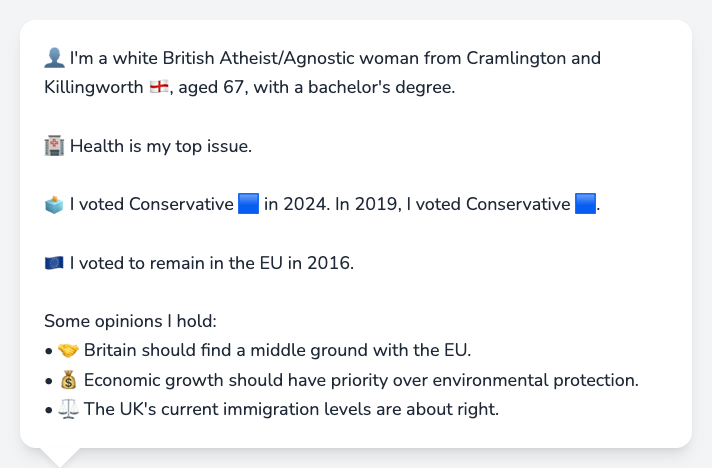 👤 I'm a white British Atheist/Agnostic woman from Cramlington and
Killingworth 🏴󠁧󠁢󠁥󠁮󠁧󠁿, aged 67, with a bachelor's degree.
🏥 Health is my top issue.
🗳️ I voted Conservative 🟦 in 2024. In 2019, I voted Conservative 🟦.
🇪🇺 I voted to remain in the EU in 2016.
Some opinions I hold:
• 🤝 Britain should find a middle ground with the EU.
• 💰 Economic growth should have priority over environmental protection.
• ⚖️ The UK's current immigration levels are about right.